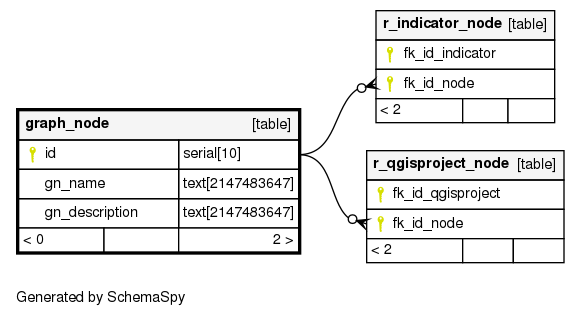 r_indicator_node [table]
fk_id_indicator
fk_id_node
< 2
graph_node [table]
id serial[10]
gn_name text[2147483647]
gn_description text[2147483647]
< 0 2 >
r_qgisproject_node [table]
fk_id_qgisproject
fk_id_node
< 2
Generated by SchemaSpy